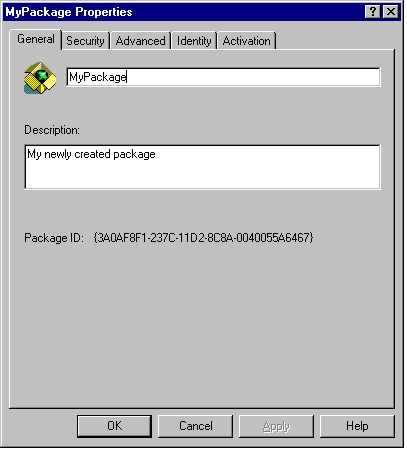 MyPackage Properties
General Security Advanced Identity Activation
MyPackage
Description:
My newly created package
Package ID: {3A0AF8F1-237C-11D2-8C8A-0040055A6467}
OK Cancel Apply Help